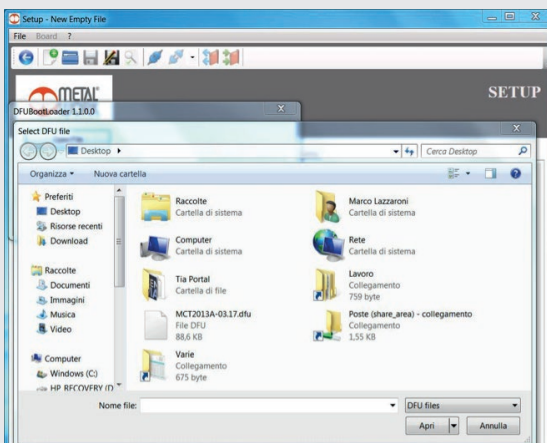 Setup - New Empty File
File Board ?
METAL
SETUP
DFUBootLoader 1.1.0.0
Select DFU file
Desktop
Cerca Desktop
Organizza
Nuova cartella
Preferiti
Desktop
Risorse recenti
Download
Raccolte
Documenti
Immagini
Musica
Video
Computer
Windows (C:)
HP RECOVERY (D
Raccolte
Cartella di sistema
Marco Lazzaroni
Cartella di sistema
Computer
Cartella di sistema
Rete
Cartella di sistema
Tia Portal
Cartella di file
Lavoro
Collegamento
759 byte
MCT2013A-03.17.dfu
File DFU
88,6 KB
Poste (share_area) - collegamento
Collegamento
1,55 KB
Varie
Collegamento
675 byte
Nome file:
DFU files
Apri
Annulla